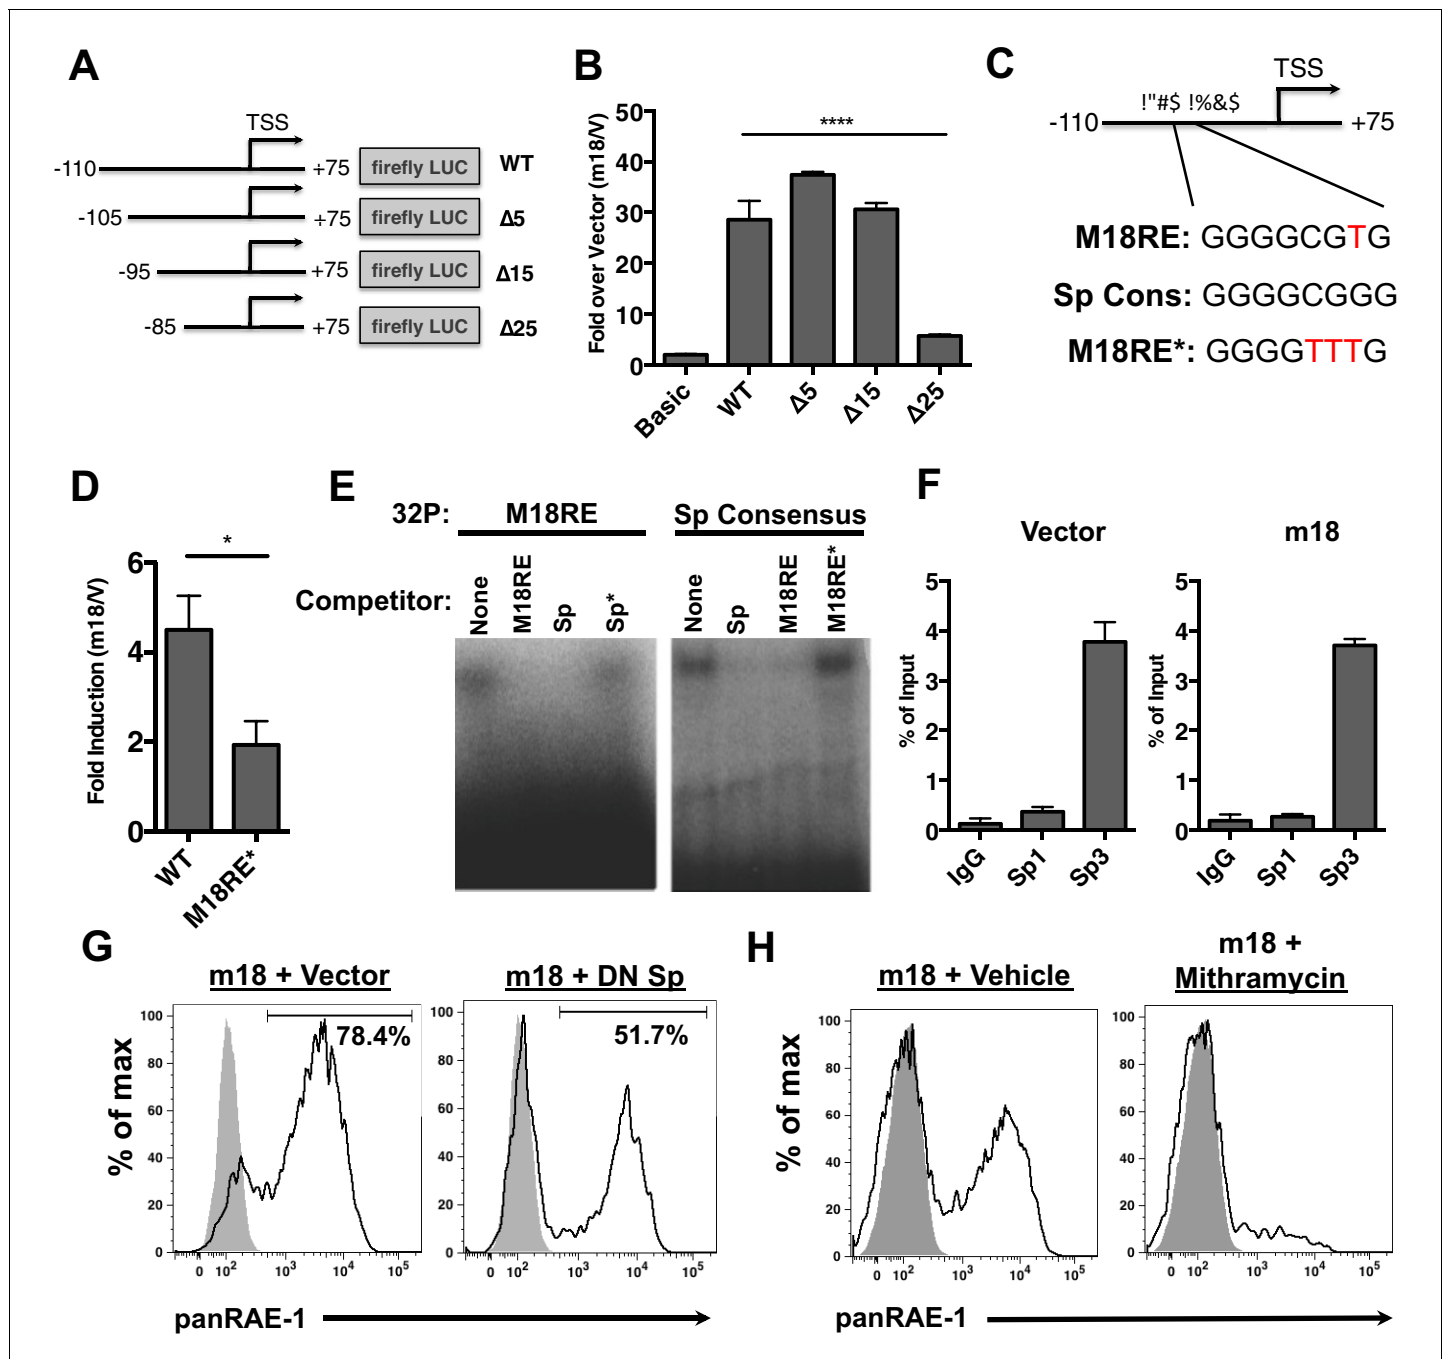 A
TSS
-110 +75 firefly LUC WT
-105 +75 firefly LUC Δ5
-95 +75 firefly LUC Δ15
-85 +75 firefly LUC Δ25
B
Fold over Vector (m18/V)
50
40
30
20
10
0
****
Basic WT Δ5 Δ15 Δ25
C
TSS
!"#$ !%&$
-110 +75
M18RE: GGGGCGTG
Sp Cons: GGGGCGGG
M18RE*: GGGGTTTG
D
Fold Induction (m18/V)
6
4
2
0
*
WT M18RE*
E
32P: M18RE Sp Consensus
Competitor: None M18RE Sp Sp* None Sp M18RE M18RE*
F
Vector
% of Input
5
4
3
2
1
0
IgG Sp1 Sp3
m18
% of Input
5
4
3
2
1
0
IgG Sp1 Sp3
G
m18 + Vector
% of max
100
80
60
40
20
0
78.4%
0 10² 10³ 10⁴ 10⁵
m18 + DN Sp
100
80
60
40
20
0
51.7%
0 10² 10³ 10⁴ 10⁵
panRAE-1
H
m18 + Vehicle
% of max
100
80
60
40
20
0
0 10² 10³ 10⁴ 10⁵
m18 +
Mithramycin
100
80
60
40
20
0
0 10² 10³ 10⁴ 10⁵
panRAE-1